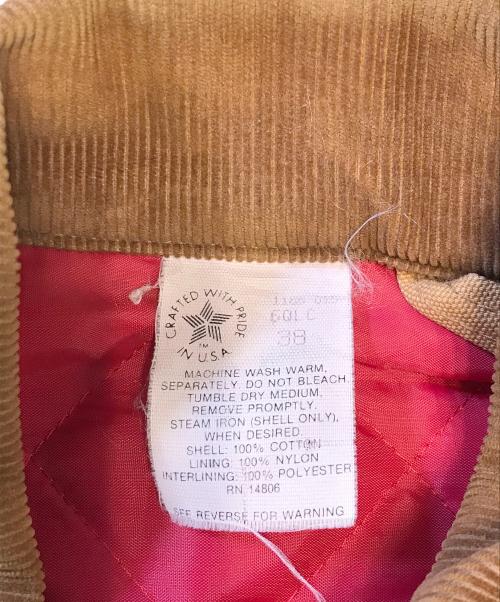 CRAFTED WITH PRIDE
IN U.S.A.
TM
38
MACHINE WASH WARM,
SEPARATELY. DO NOT BLEACH.
TUMBLE DRY MEDIUM.
REMOVE PROMPTLY.
STEAM IRON (SHELL ONLY),
WHEN DESIRED.
SHELL: 100% COTTON
LINING: 100% NYLON
INTERLINING: 100% POLYESTER
RN 14806
SEE REVERSE FOR WARNING